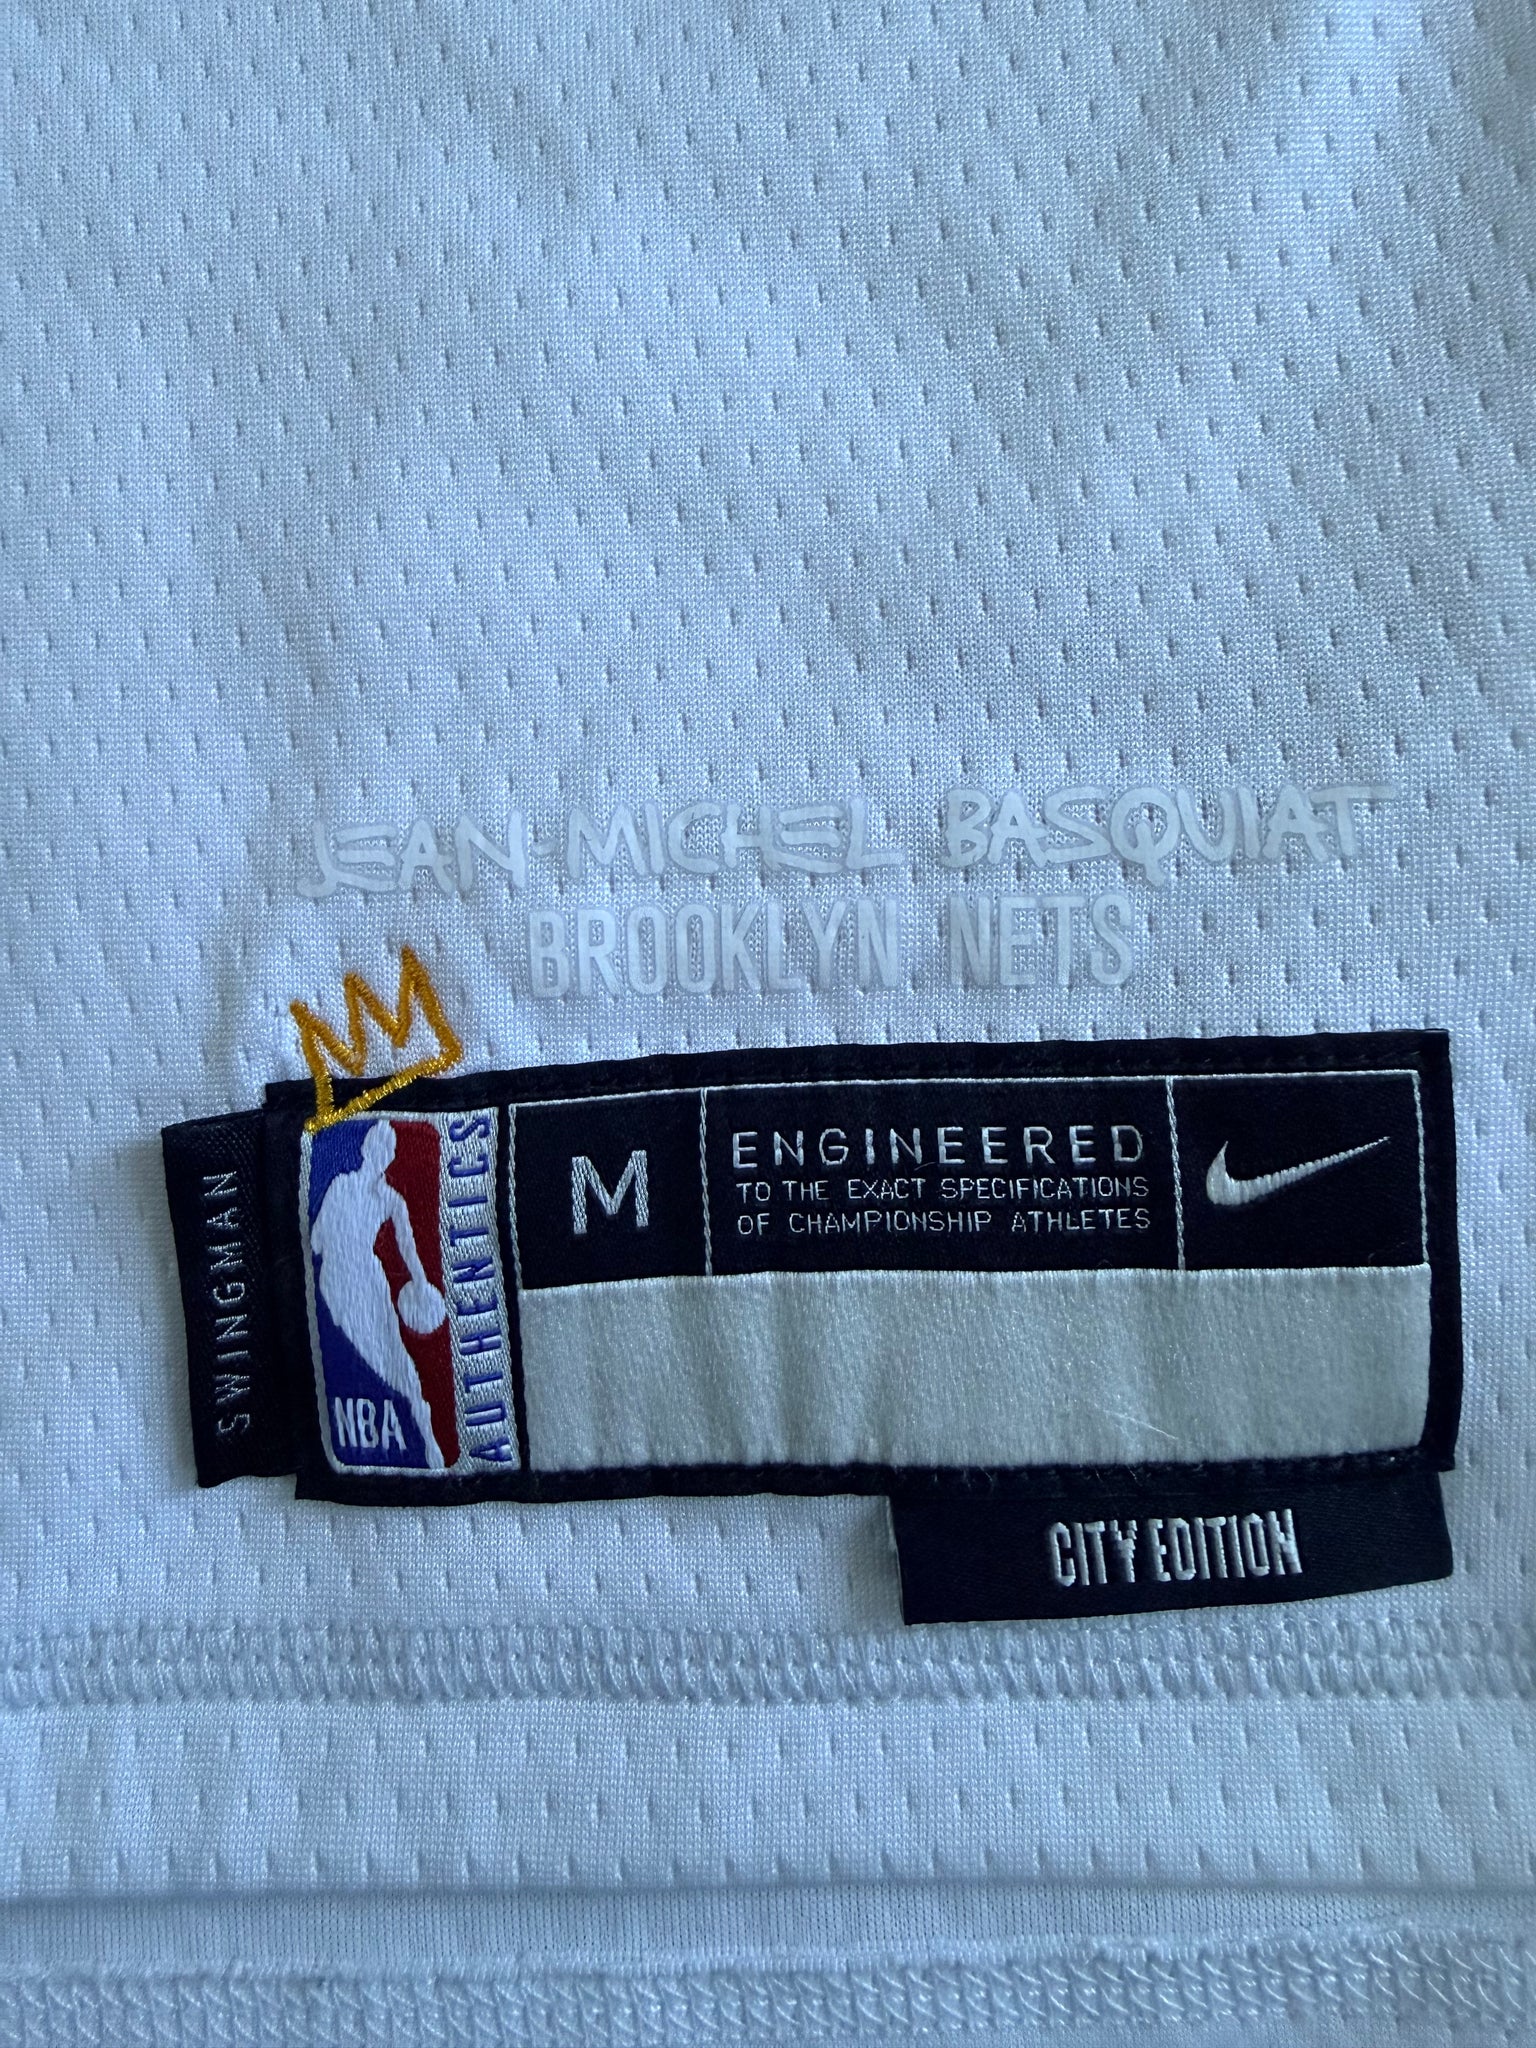 JEAN-MICHEL BASQUIAT
BROOKLYN NETS
SWINGMAN
NBA
AUTHENTICS
M
ENGINEERED
TO THE EXACT SPECIFICATIONS
OF CHAMPIONSHIP ATHLETES
CITY EDITION